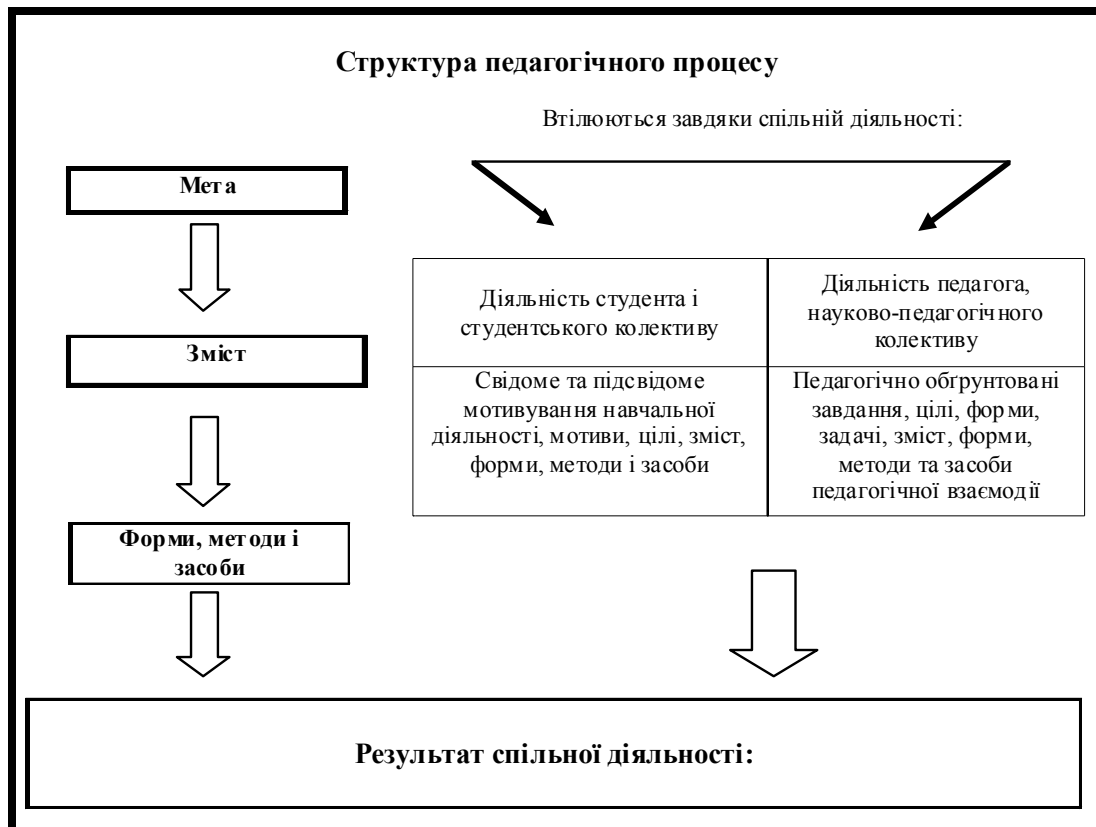 Структура педагогічного процесу
Втілюються завдяки спільній діяльності:
Мета
Зміст
Форми, методи і
засоби
Діяльність студента і
студентського колективу
Діяльність педагога,
науково-педагогічного
колективу
Свідоме та підсвідоме
мотивування навчальної
діяльності, мотиви, цілі, зміст,
форми, методи і засоби
Педагогічно обґрунтовані
завдання, цілі, форми,
задачі, зміст, форми,
методи та засоби
педагогічної взаємодії
Результат спільної діяльності: